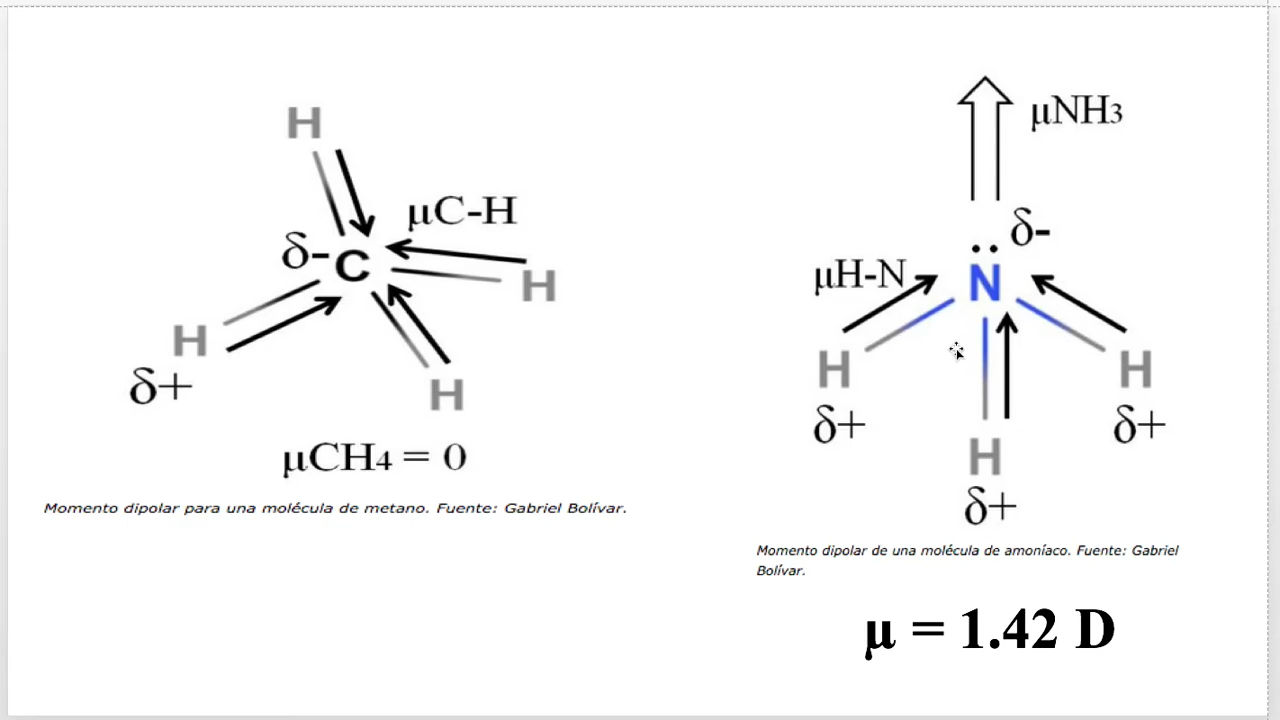 H
μC-H
δ-
C
H
H
δ+
H
μCH4 = 0
Momento dipolar para una molécula de metano. Fuente: Gabriel Bolívar.
μNH3
δ-
μH-N
N
H
H
δ+
δ+
H
δ+
Momento dipolar de una molécula de amoníaco. Fuente: Gabriel
Bolívar.
μ = 1.42 D